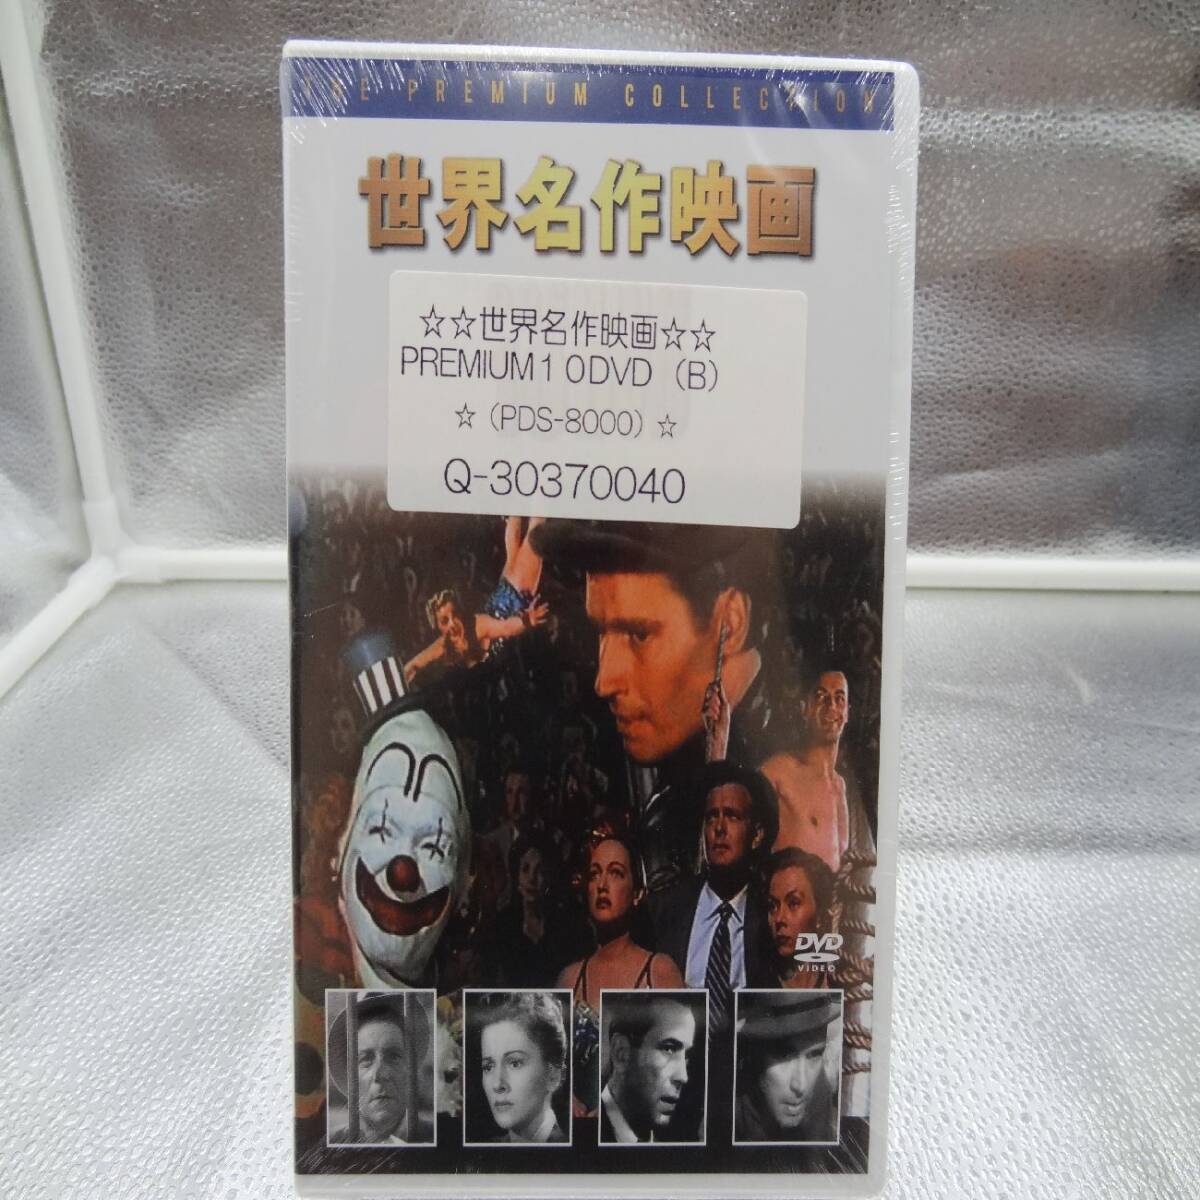 THE PREMIUM COLLECTION
世界名作映画
☆☆世界名作映画☆☆
PREMIUM10DVD (B)
☆(PDS-8000)☆
Q-30370040
DVD
VIDEO